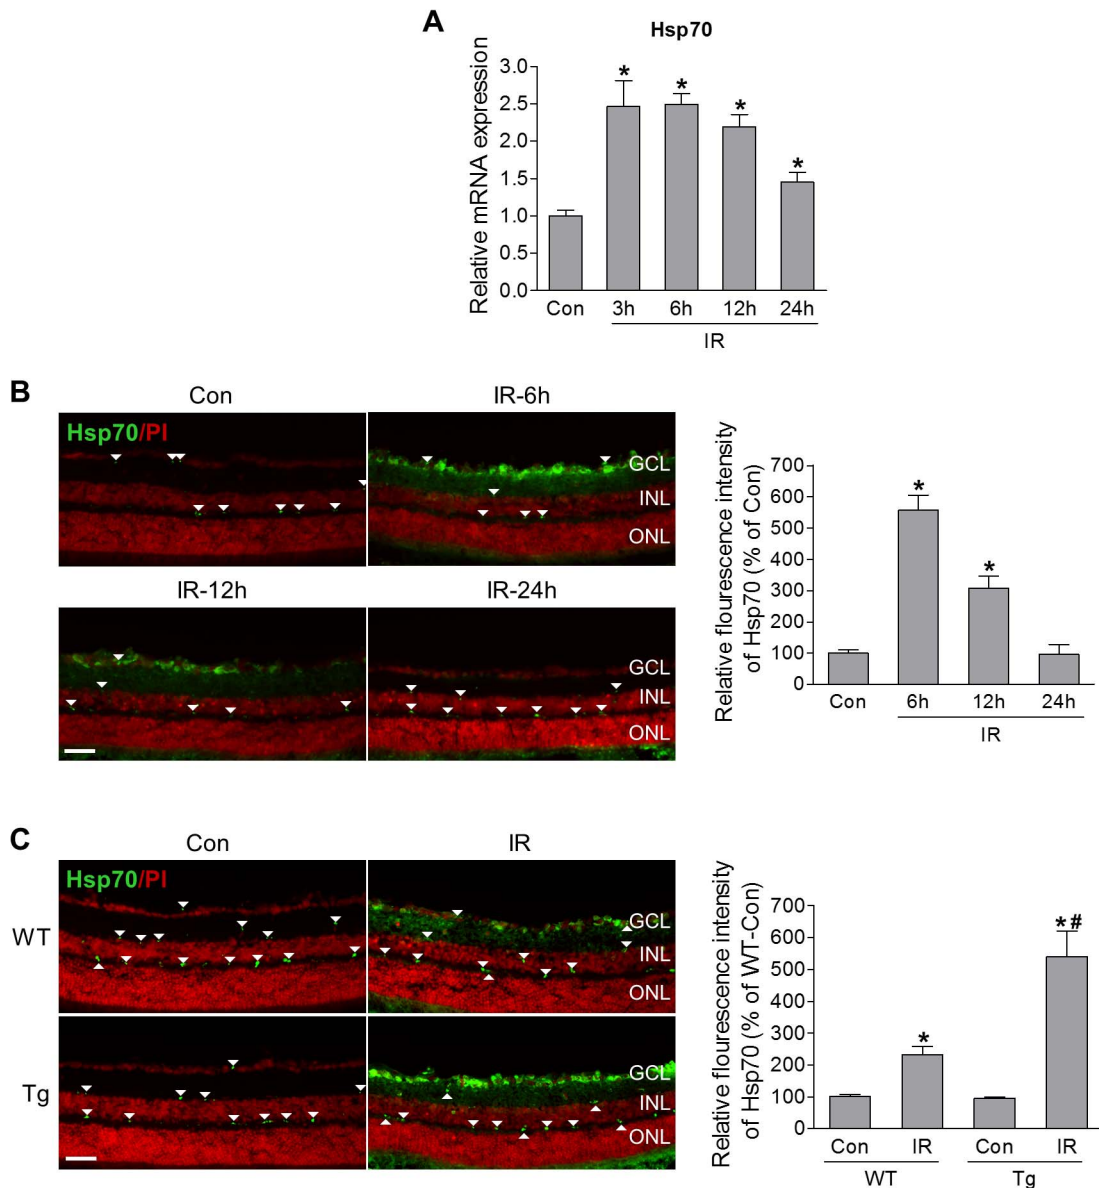 A
Hsp70
Relative mRNA expression
3.0
2.5
2.0
1.5
1.0
0.5
0.0
*
*
*
*
Con
3h
6h
12h
24h
IR
B
Con
IR-6h
Hsp70/PI
GCL
INL
ONL
IR-12h
IR-24h
GCL
INL
ONL
Relative flourescence intensity
of Hsp70 (% of Con)
700
600
500
400
300
200
100
0
*
*
Con
6h
12h
24h
IR
C
Con
IR
WT
Hsp70/PI
GCL
INL
ONL
Tg
GCL
INL
ONL
Relative flourescence intensity
of Hsp70 (% of WT-Con)
700
600
500
400
300
200
100
0
*
*#
Con
IR
Con
IR
WT
Tg